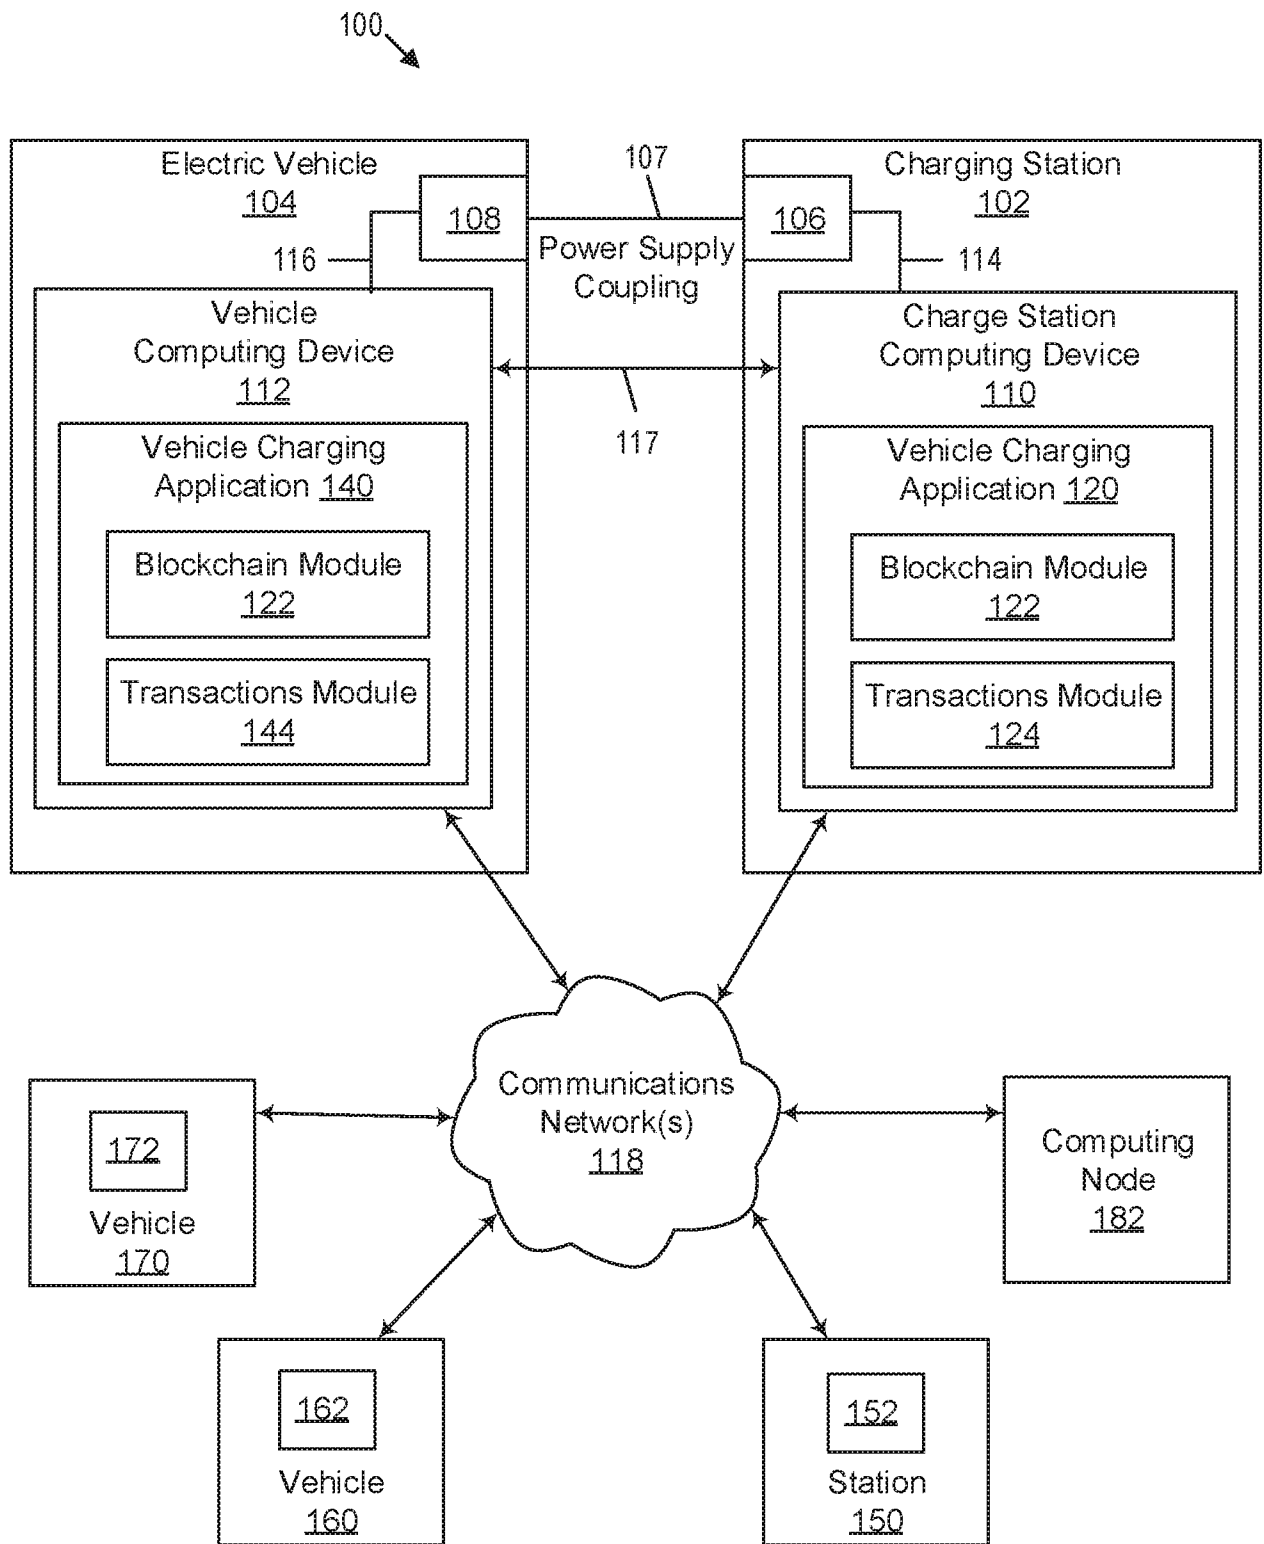 100
Electric Vehicle
104
108
116
Vehicle
Computing Device
112
Vehicle Charging
Application 140
Blockchain Module
122
Transactions Module
144
107
Power Supply
Coupling
117
Charging Station
102
106
114
Charge Station
Computing Device
110
Vehicle Charging
Application 120
Blockchain Module
122
Transactions Module
124
Communications
Network(s)
118
172
Vehicle
170
Computing
Node
182
162
Vehicle
160
152
Station
150